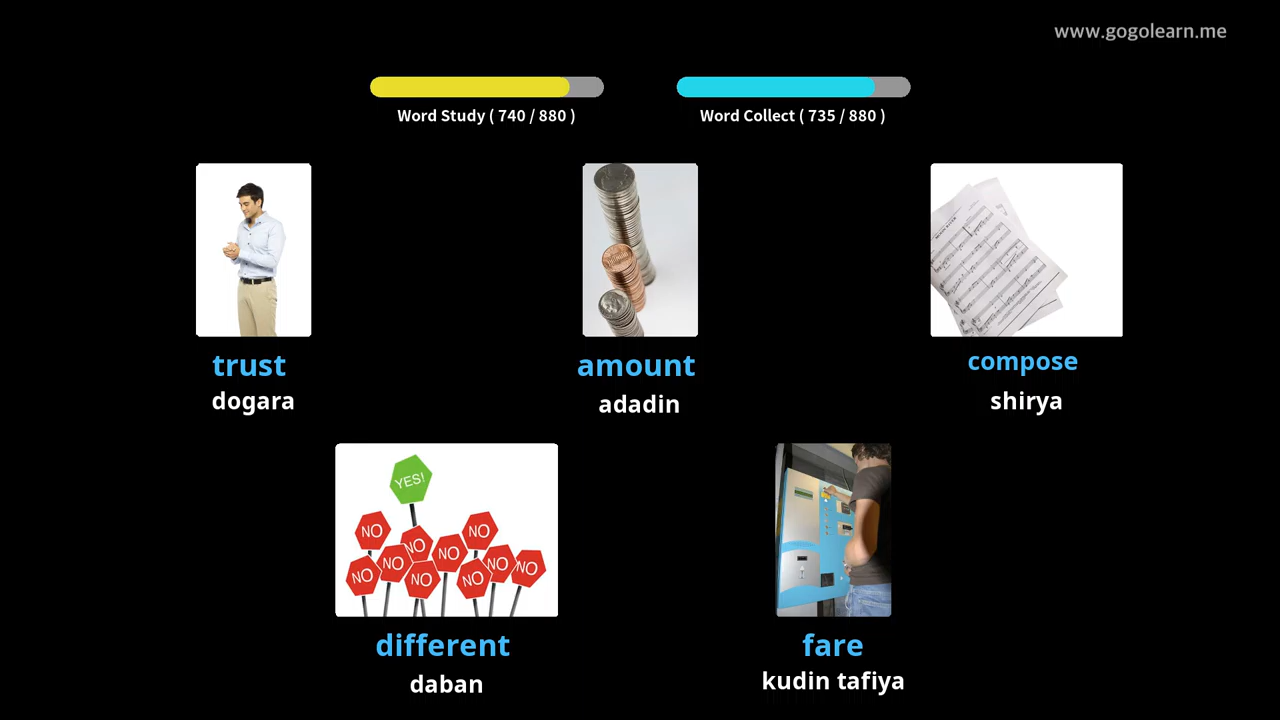 www.gogolearn.me
Word Study ( 740 / 880 )
Word Collect ( 735 / 880 )
trust
dogara
amount
adadin
compose
shirya
YES!
NO
NO
NO
NO
NO
NO
NO
NO
NO
NO
different
daban
fare
kudin tafiya